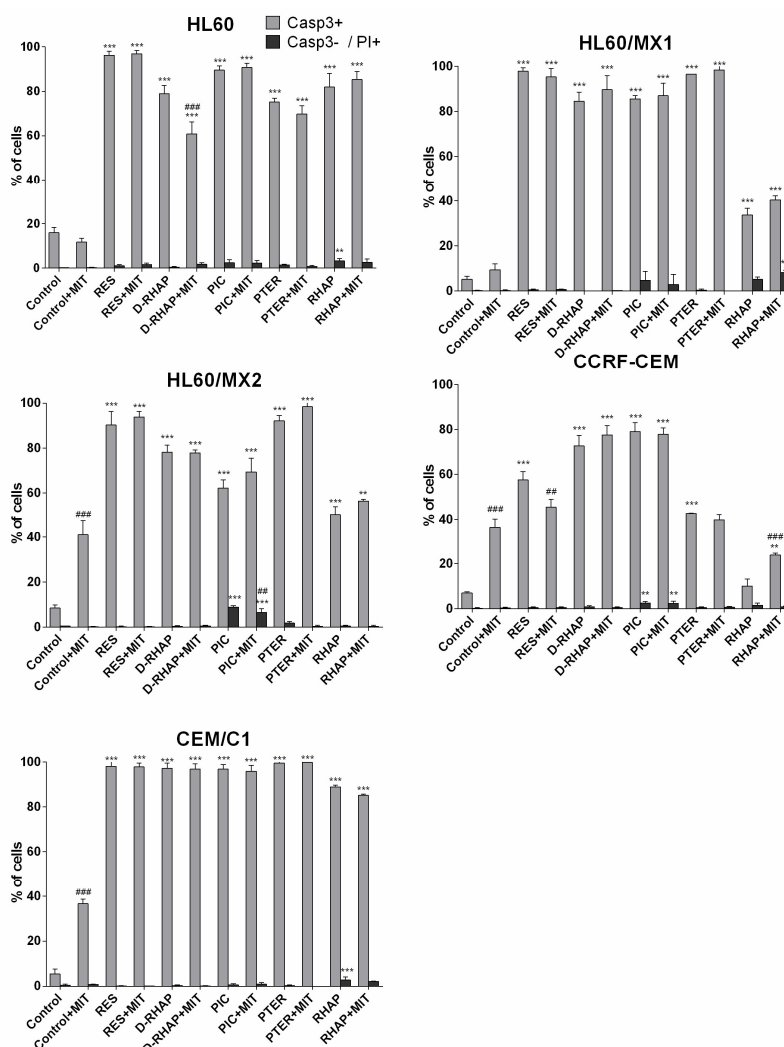 HL60
Casp3+
Casp3- / PI+
% of cells
100
80
60
40
20
0
*** *** *** ### *** *** *** *** *** ** *** ***
Control Control+MIT RES RES+MIT D-RHAP D-RHAP+MIT PIC PIC+MIT PTER PTER+MIT RHAP RHAP+MIT
HL60/MX1
% of cells
100
80
60
40
20
0
*** *** *** *** *** *** *** *** *** ***
Control Control+MIT RES RES+MIT D-RHAP D-RHAP+MIT PIC PIC+MIT PTER PTER+MIT RHAP RHAP+MIT
HL60/MX2
% of cells
100
80
60
40
20
0
### *** *** *** *** *** *** *** ## *** *** *** *** **
Control Control+MIT RES RES+MIT D-RHAP D-RHAP+MIT PIC PIC+MIT PTER PTER+MIT RHAP RHAP+MIT
CCRF-CEM
% of cells
100
80
60
40
20
0
### *** ## *** *** *** ** *** ** *** ### **
Control Control+MIT RES RES+MIT D-RHAP D-RHAP+MIT PIC PIC+MIT PTER PTER+MIT RHAP RHAP+MIT
CEM/C1
% of cells
100
80
60
40
20
0
### *** *** *** *** *** *** *** *** *** *** ***
Control Control+MIT RES RES+MIT D-RHAP D-RHAP+MIT PIC PIC+MIT PTER PTER+MIT RHAP RHAP+MIT